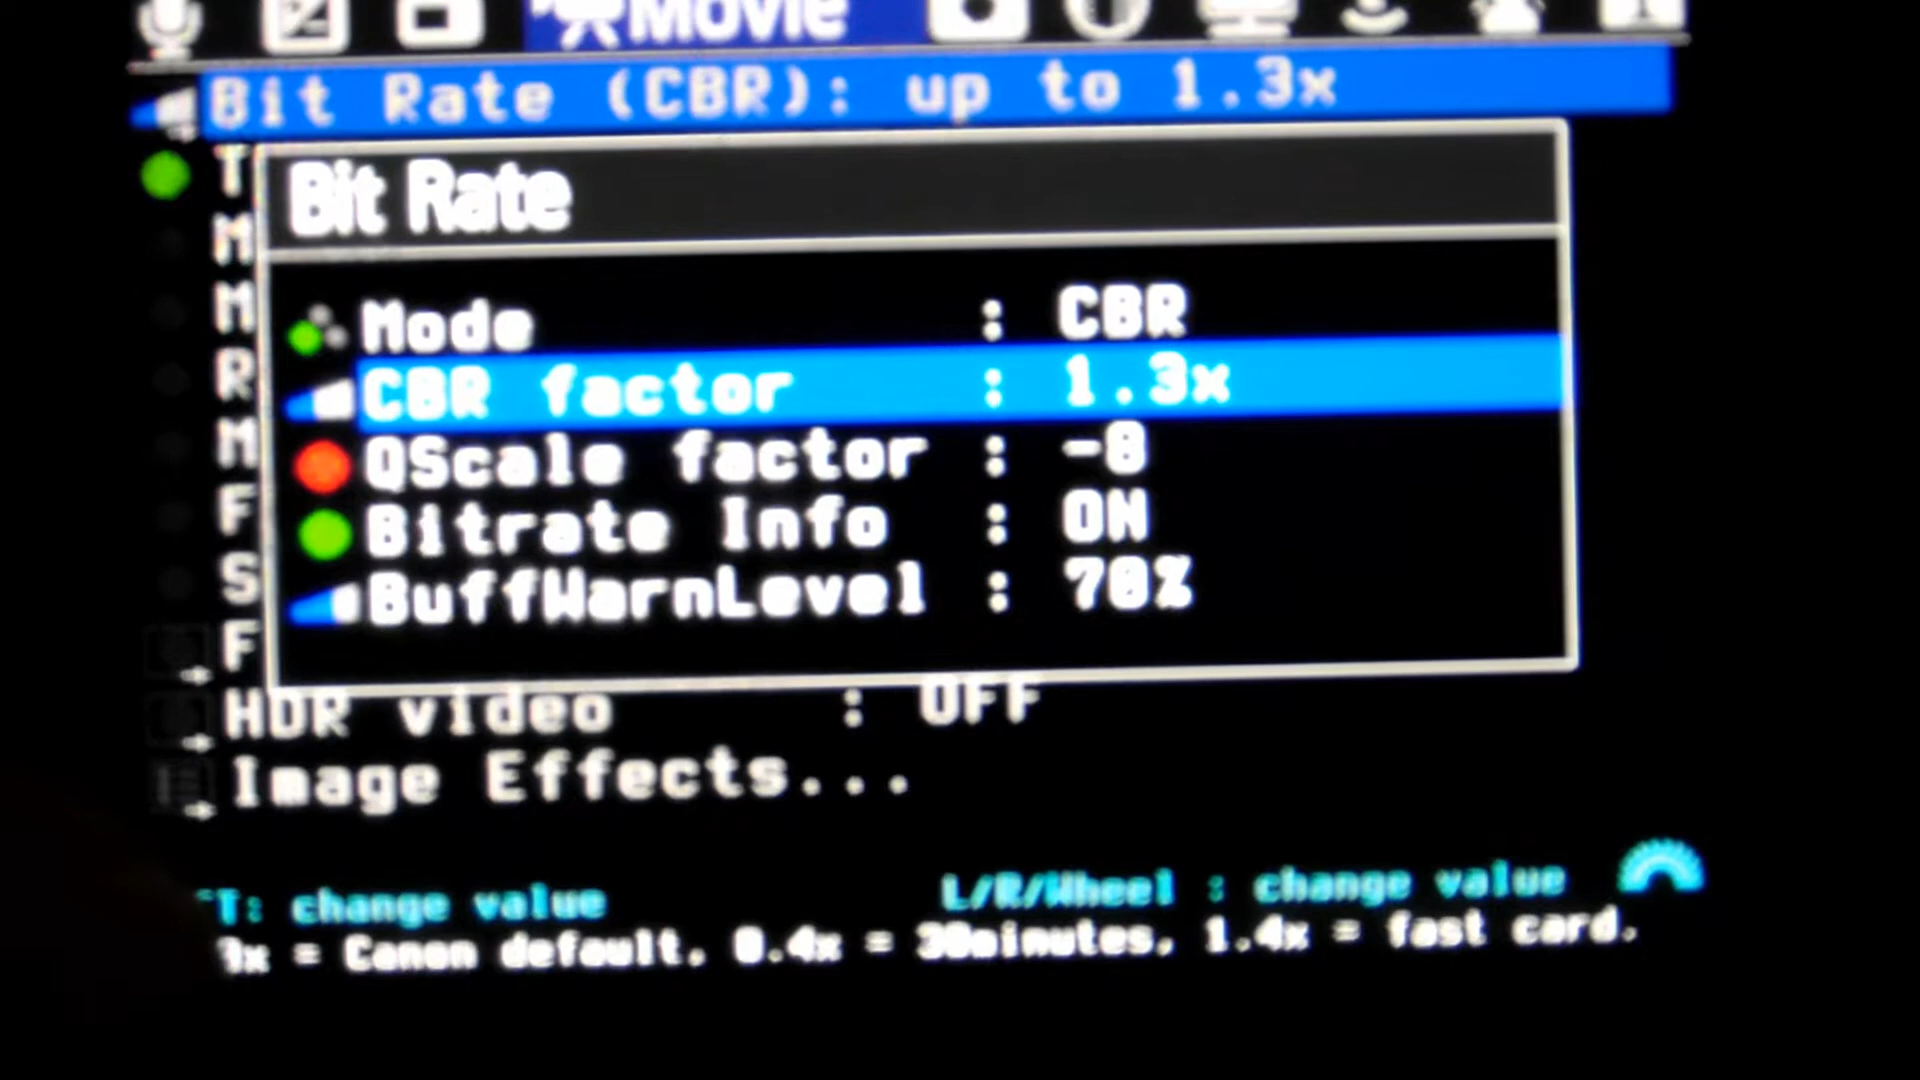 Movie
Bit Rate (CBR): up to 1.3x
T
Bit Rate
M
M
Mode : CBR
R
CBR factor : 1.3x
M
QScale factor : -8
F
Bitrate Info : ON
S
BuffWarnLevel : 70%
F
HDR video : OFF
Image Effects...
T: change value L/R/Wheel : change value
= Canon default, 0.4x = 30minutes, 1.4x = fast card.